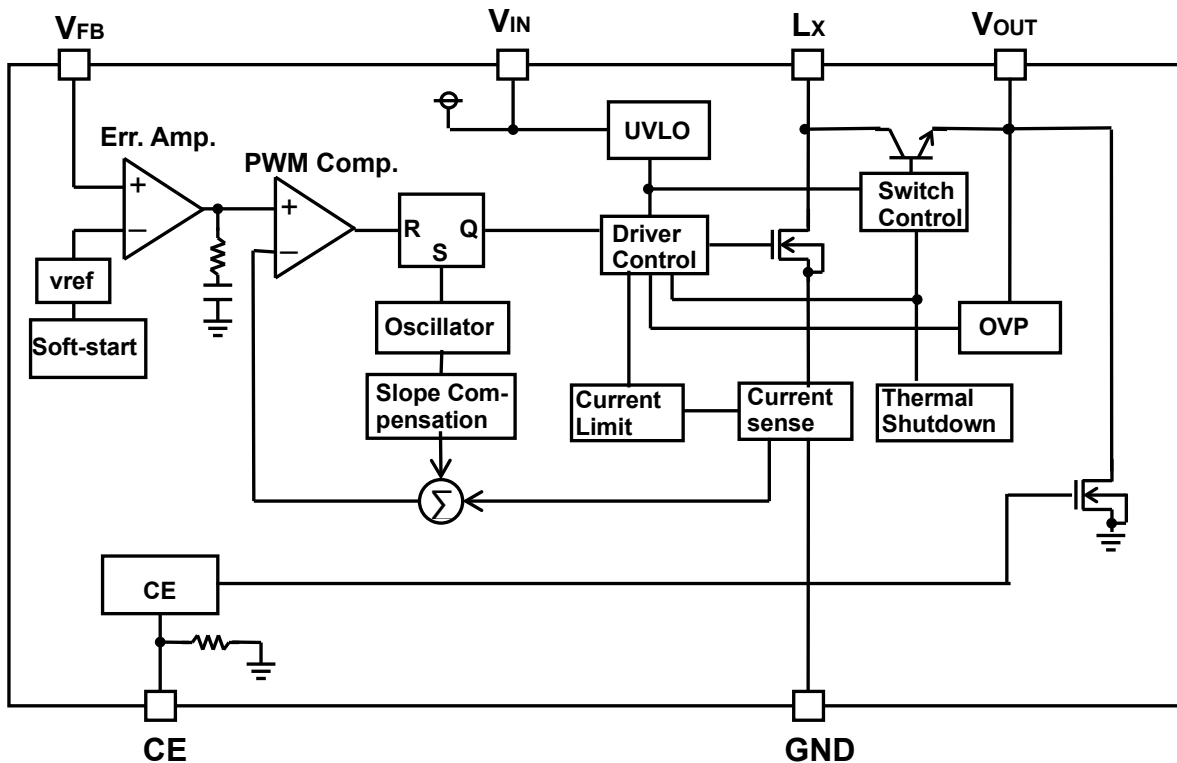 VFB
VIN
LX
VOUT
UVLO
Err. Amp.
PWM Comp.
+
−
+
−
R
Q
S
Driver
Control
Switch
Control
vref
Soft-start
Oscillator
OVP
Slope Com-
pensation
Current
Limit
Current
sense
Thermal
Shutdown
Σ
CE
CE
GND